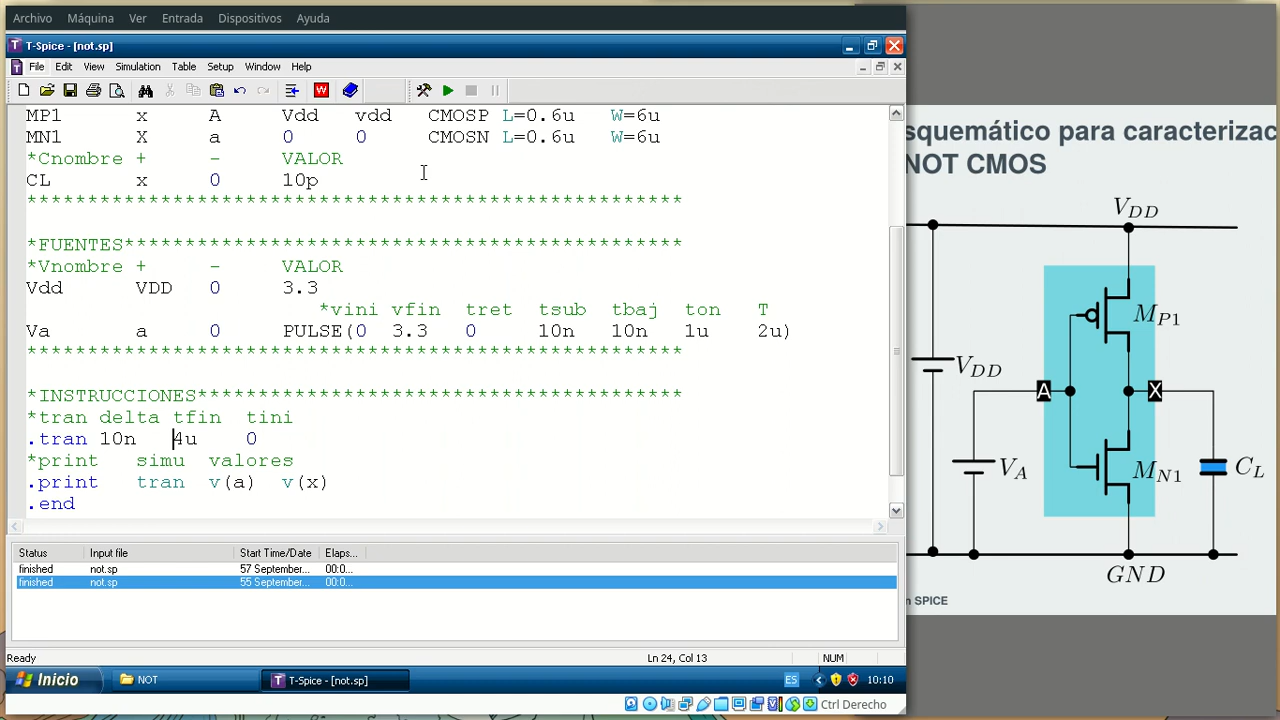 Archivo Máquina Ver Entrada Dispositivos Ayuda
T-Spice - [not.sp]
File Edit View Simulation Table Setup Window Help
MP1 x A Vdd vdd CMOSP L=0.6u W=6u
MN1 X a 0 0 CMOSN L=0.6u W=6u
*Cnombre + - VALOR
CL x 0 10p
******************************************************
*FUENTES**********************************************
*Vnombre + - VALOR
Vdd VDD 0 3.3
*vini vfin tret tsub tbaj ton T
Va a 0 PULSE(0 3.3 0 10n 10n 1u 2u)
******************************************************
*INSTRUCCIONES****************************************
*tran delta tfin tini
.tran 10n 4u 0
*print simu valores
.print tran v(a) v(x)
.end
Status Input file Start Time/Date Elaps...
finished not.sp 57 September... 00:0...
finished not.sp 55 September... 00:0...
Ready Ln 24, Col 13 NUM
Inicio NOT T-Spice - [not.sp] ES 10:10
Ctrl Derecho
squemático para caracterizac
NOT CMOS
VDD
MP1
VDD
A X
VA MN1 CL
GND
n SPICE